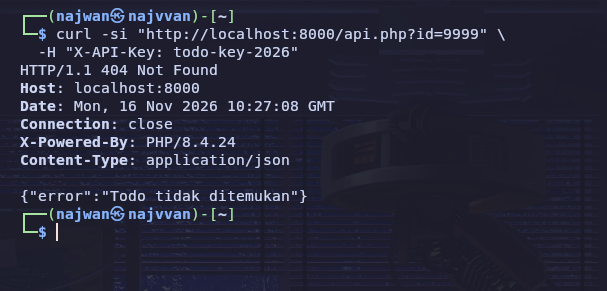 ┌──(najwan㉿najvvan)-[~]
└─$ curl -si "http://localhost:8000/api.php?id=9999" \
  -H "X-API-Key: todo-key-2026"
HTTP/1.1 404 Not Found
Host: localhost:8000
Date: Mon, 16 Nov 2026 10:27:08 GMT
Connection: close
X-Powered-By: PHP/8.4.24
Content-Type: application/json

{"error":"Todo tidak ditemukan"}
┌──(najwan㉿najvvan)-[~]
└─$